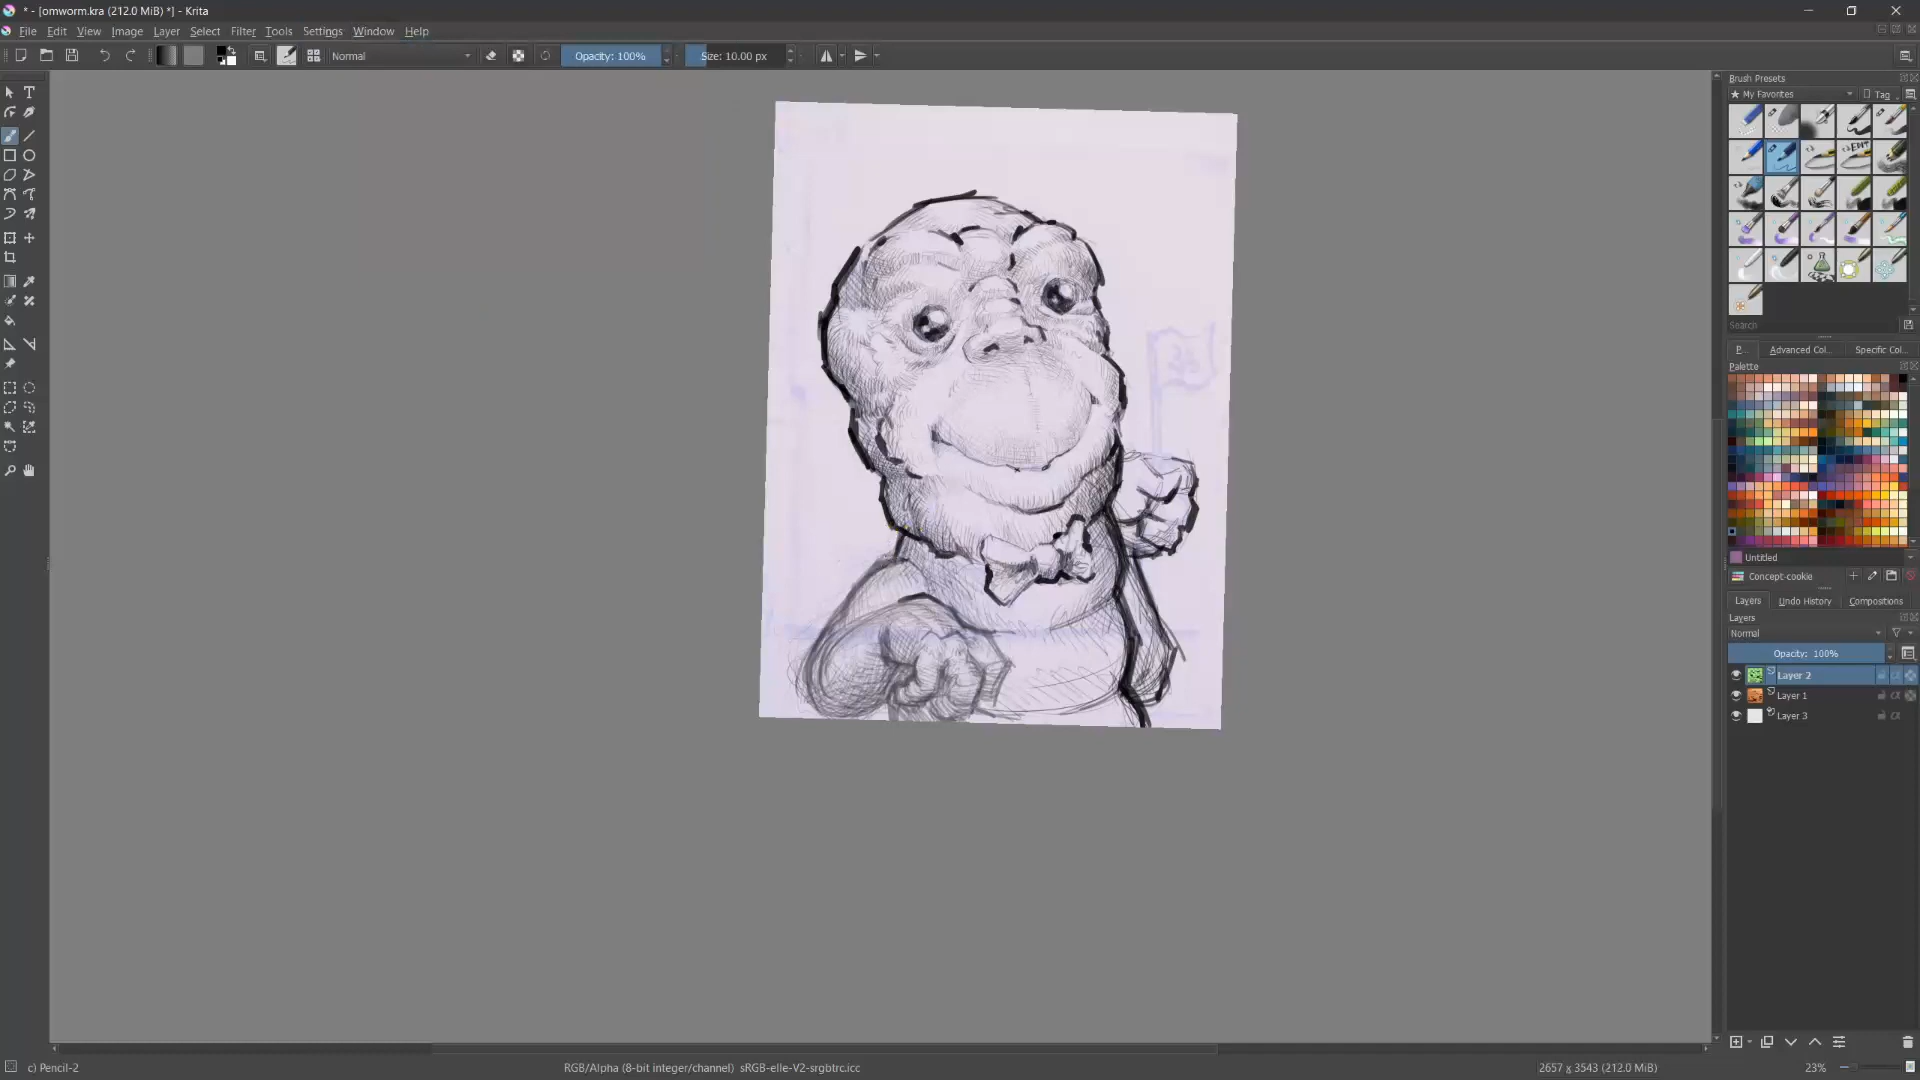 * - [omworm.kra (212.0 MiB) *] - Krita
File Edit View Image Layer Select Filter Tools Settings Window Help
Normal Opacity: 100% Size: 10.00 px
Brush Presets
My Favorites Tag
Search
P... Advanced Col... Specific Col...
Palette
Untitled
Concept-cookie
Layers Undo History Compositions
Layers
Normal
Opacity: 100%
Layer 2
Layer 1
Layer 3
c) Pencil-2 RGB/Alpha (8-bit integer/channel) sRGB-elle-V2-srgbtrc.icc 2657 x 3543 (212.0 MiB) 23%